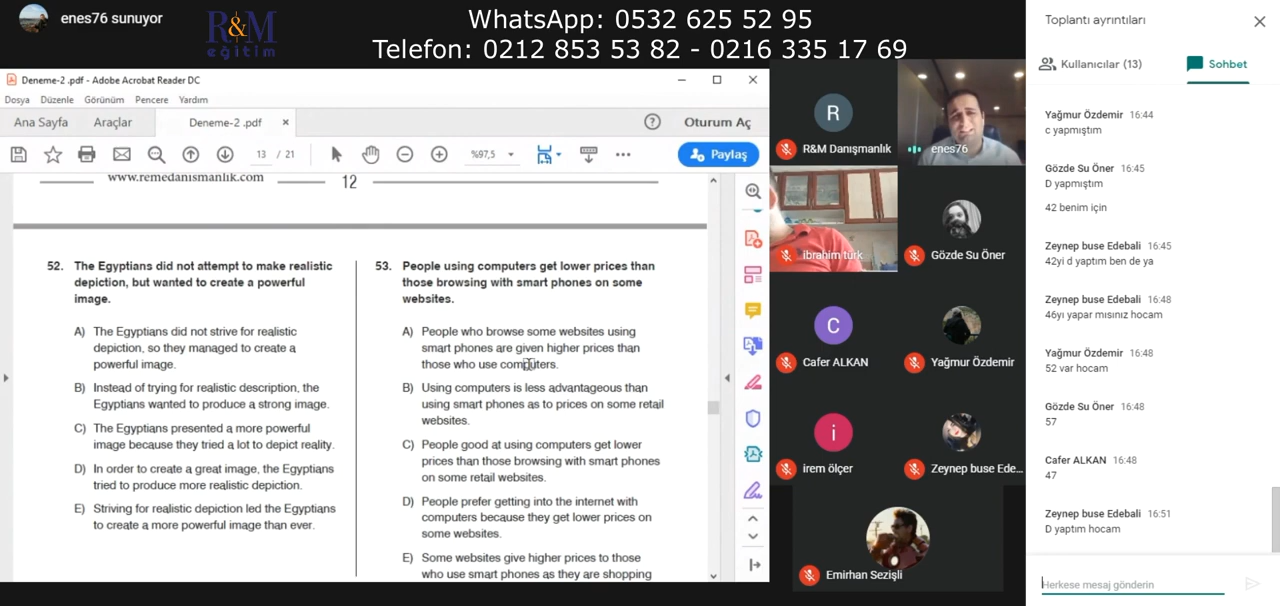 enes76 sunuyor
R&M
eğitim
WhatsApp: 0532 625 52 95
Telefon: 0212 853 53 82 - 0216 335 17 69
Deneme-2 .pdf - Adobe Acrobat Reader DC
Dosya Düzenle Görünüm Pencere Yardım
Ana Sayfa Araçlar Deneme-2 .pdf Oturum Aç
13 / 21 %97,5 Paylaş
www.remedanismanlik.com 12
52. The Egyptians did not attempt to make realistic
depiction, but wanted to create a powerful
image.
A) The Egyptians did not strive for realistic
depiction, so they managed to create a
powerful image.
B) Instead of trying for realistic description, the
Egyptians wanted to produce a strong image.
C) The Egyptians presented a more powerful
image because they tried a lot to depict reality.
D) In order to create a great image, the Egyptians
tried to produce more realistic depiction.
E) Striving for realistic depiction led the Egyptians
to create a more powerful image than ever.
53. People using computers get lower prices than
those browsing with smart phones on some
websites.
A) People who browse some websites using
smart phones are given higher prices than
those who use computers.
B) Using computers is less advantageous than
using smart phones as to prices on some retail
websites.
C) People good at using computers get lower
prices than those browsing with smart phones
on some retail websites.
D) People prefer getting into the internet with
computers because they get lower prices on
some websites.
E) Some websites give higher prices to those
who use smart phones as they are shopping
R
R&M Danışmanlık
enes76
ibrahim türk
Gözde Su Öner
C
Cafer ALKAN
Yağmur Özdemir
i
irem ölçer
Zeynep buse Ede...
Emirhan Sezişli
Toplantı ayrıntıları
Kullanıcılar (13) Sohbet
Yağmur Özdemir 16:44
c yapmıştım
Gözde Su Öner 16:45
D yapmıştım
42 benim için
Zeynep buse Edebali 16:45
42yi d yaptım ben de ya
Zeynep buse Edebali 16:48
46yı yapar mısınız hocam
Yağmur Özdemir 16:48
52 var hocam
Gözde Su Öner 16:48
57
Cafer ALKAN 16:48
47
Zeynep buse Edebali 16:51
D yaptım hocam
Herkese mesaj gönderin